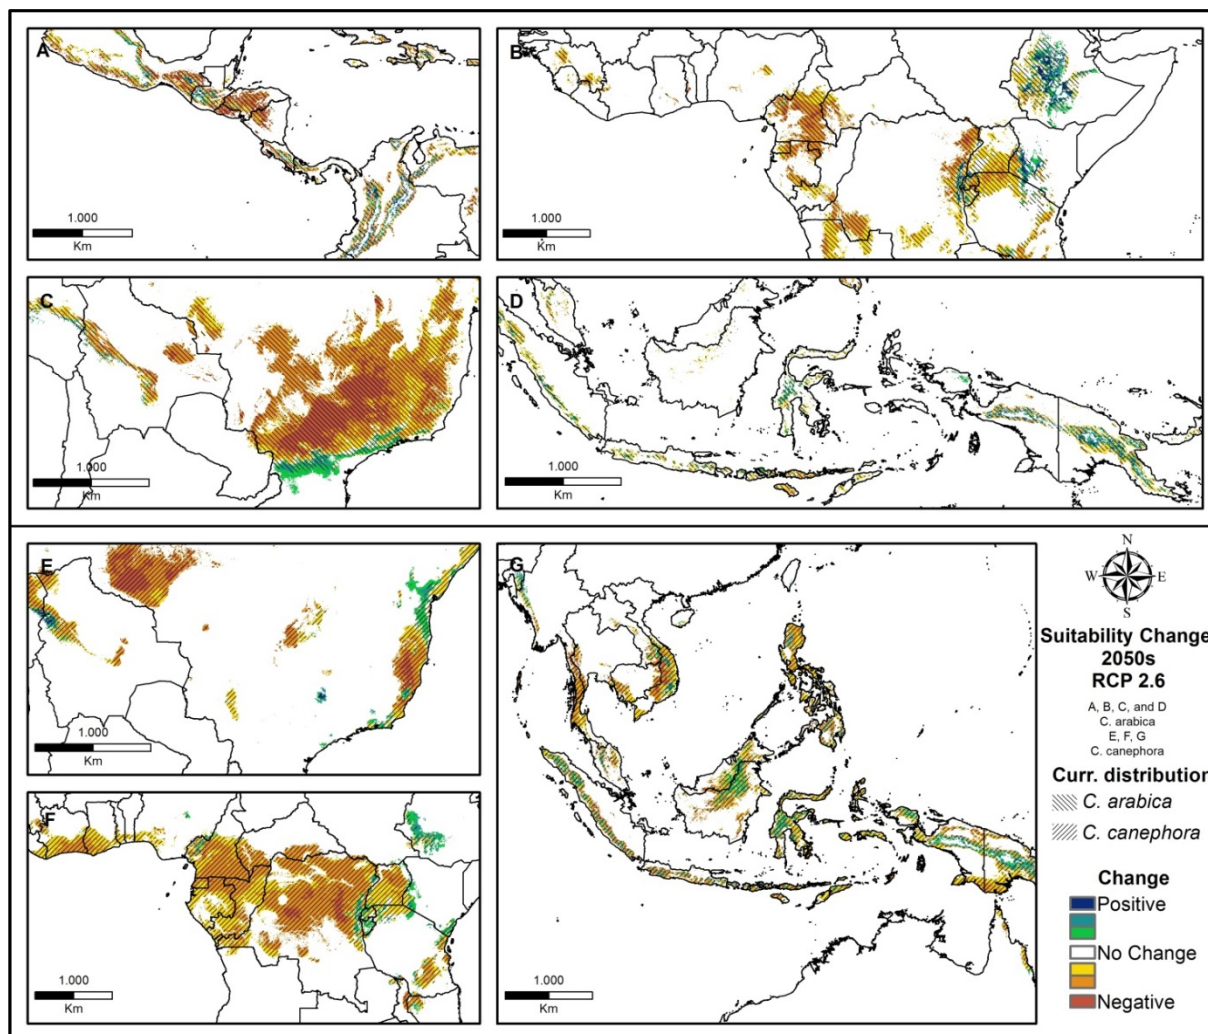 A
1.000
Km
B
1.000
Km
C
1.000
Km
D
1.000
Km
E
1.000
Km
F
1.000
Km
G
1.000
Km
N
W E
S
Suitability Change
2050s
RCP 2.6
A, B, C, and D
C. arabica
E, F, G
C. canephora
Curr. distribution
C. arabica
C. canephora
Change
Positive
No Change
Negative